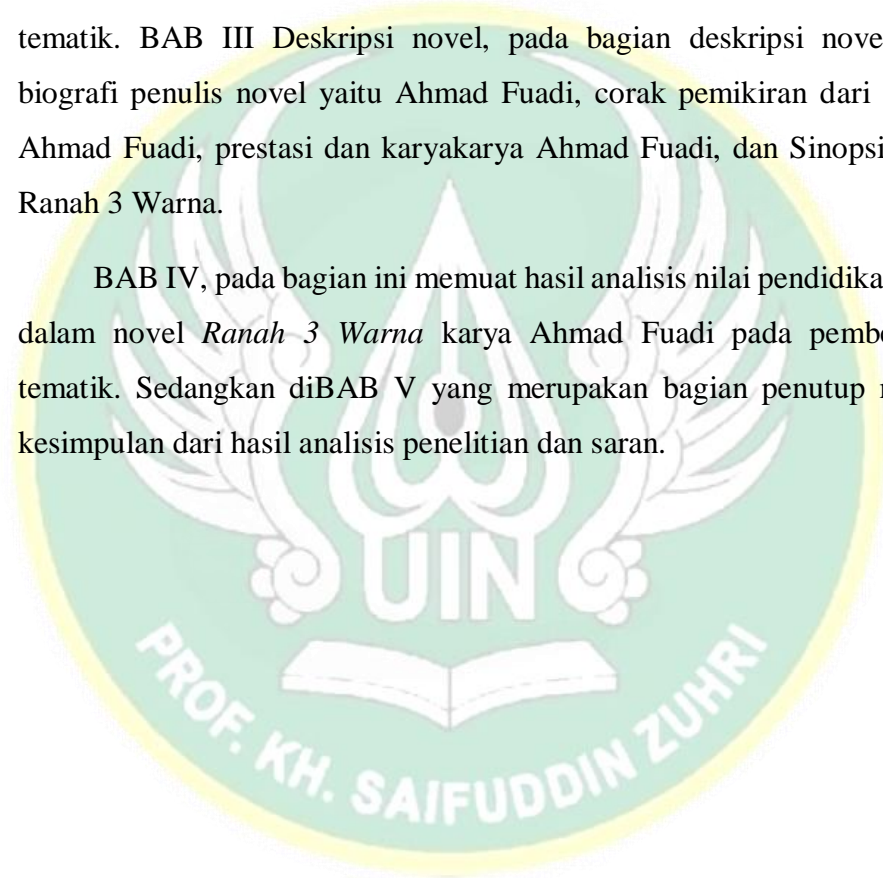 tematik. BAB III Deskripsi novel, pada bagian deskripsi nove
biografi penulis novel yaitu Ahmad Fuadi, corak pemikiran dari
Ahmad Fuadi, prestasi dan karyakarya Ahmad Fuadi, dan Sinopsi
Ranah 3 Warna.
BAB IV, pada bagian ini memuat hasil analisis nilai pendidika
dalam novel Ranah 3 Warna karya Ahmad Fuadi pada pembe
tematik. Sedangkan diBAB V yang merupakan bagian penutup
kesimpulan dari hasil analisis penelitian dan saran.
UIN
PROF. KH. SAIFUDDIN ZUHRI